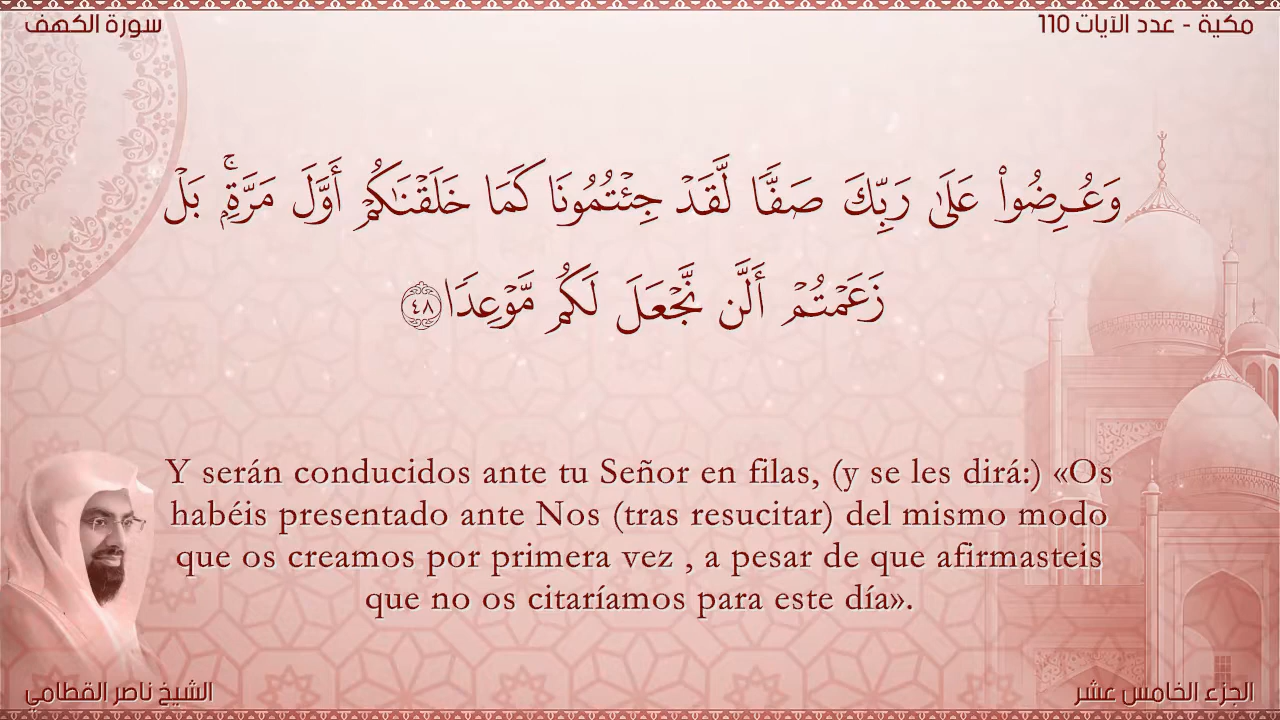 مكية - عدد الآيات 110
سورة الكهف
وَعُرِضُوا۟ عَلَىٰ رَبِّكَ صَفًّۭا لَّقَدْ جِئْتُمُونَا كَمَا خَلَقْنَـٰكُمْ أَوَّلَ مَرَّةٍۭ ۚ بَلْ
زَعَمْتُمْ أَلَّن نَّجْعَلَ لَكُم مَّوْعِدًۭا ٤٨
Y serán conducidos ante tu Señor en filas, (y se les dirá:) «Os
habéis presentado ante Nos (tras resucitar) del mismo modo
que os creamos por primera vez , a pesar de que afirmasteis
que no os citaríamos para este día».
الجزء الخامس عشر
الشيخ ناصر القطامي